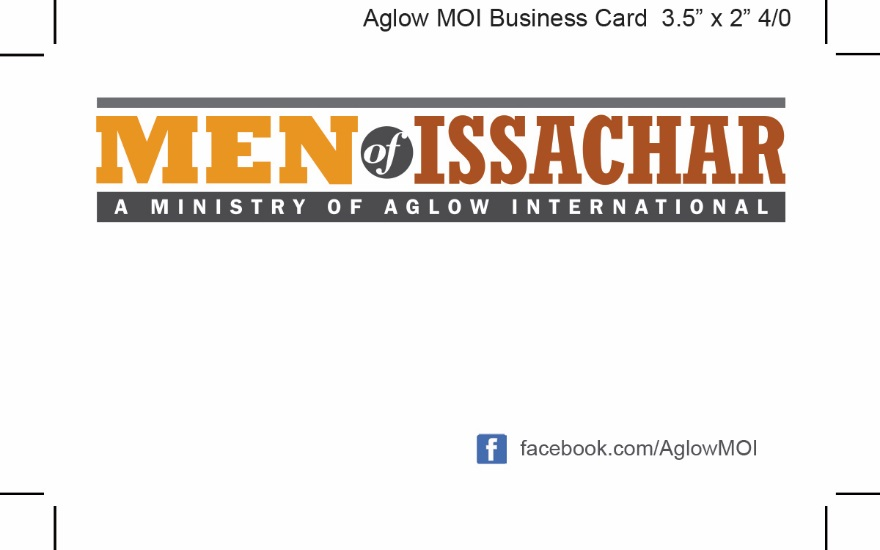 Aglow MOI Business Card  3.5” x 2” 4/0
MEN of ISSACHAR
A MINISTRY OF AGLOW INTERNATIONAL
f facebook.com/AglowMOI